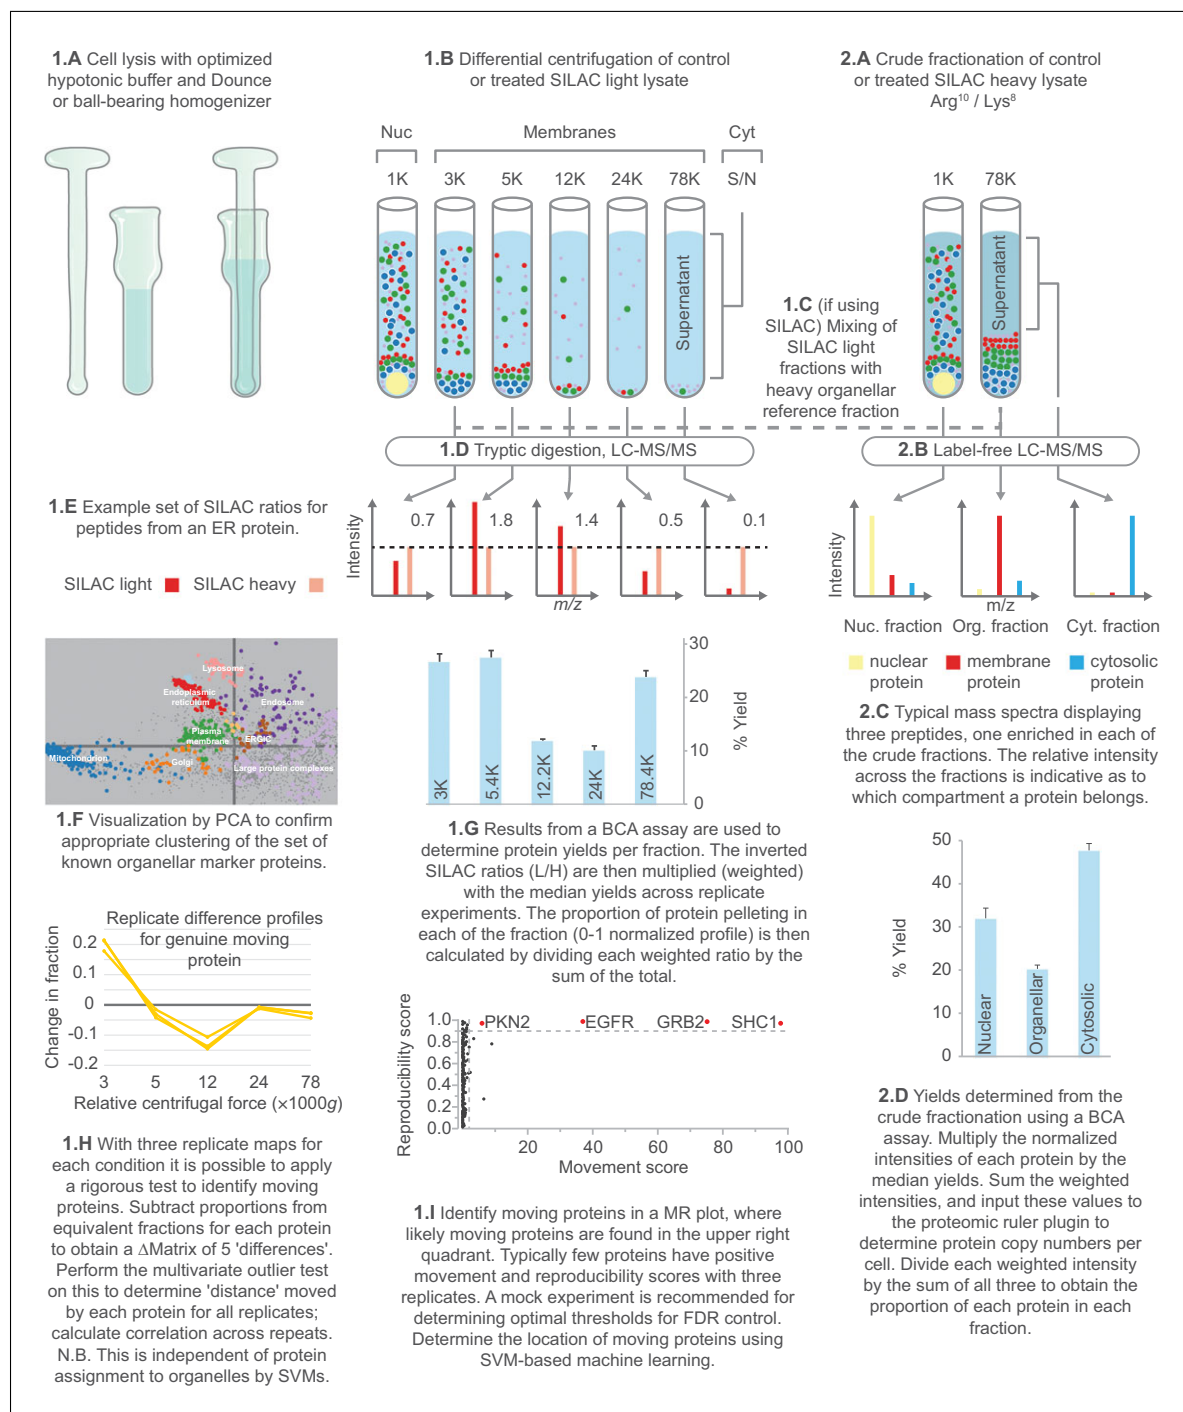 1.A Cell lysis with optimized
hypotonic buffer and Dounce
or ball-bearing homogenizer
1.B Differential centrifugation of control
or treated SILAC light lysate
Nuc
Membranes
Cyt
1K
3K
5K
12K
24K
78K
S/N
Supernatant
2.A Crude fractionation of control
or treated SILAC heavy lysate
Arg10 / Lys8
1K
78K
Supernatant
1.C (if using
SILAC) Mixing of
SILAC light
fractions with
heavy organellar
reference fraction
1.D Tryptic digestion, LC-MS/MS
2.B Label-free LC-MS/MS
1.E Example set of SILAC ratios for
peptides from an ER protein.
SILAC light
SILAC heavy
Intensity
0.7
1.8
1.4
0.5
0.1
m/z
Intensity
m/z
Nuc. fraction
Org. fraction
Cyt. fraction
nuclear
protein
membrane
protein
cytosolic
protein
2.C Typical mass spectra displaying
three preptides, one enriched in each of
the crude fractions. The relative intensity
across the fractions is indicative as to
which compartment a protein belongs.
Lysosome
Endoplasmic
reticulum
Endosome
Plasma
membrane
ERGIC
Mitochondrion
Golgi
Large protein complexes
1.F Visualization by PCA to confirm
appropriate clustering of the set of
known organellar marker proteins.
30
20
10
0
% Yield
3K
5.4K
12.2K
24K
78.4K
1.G Results from a BCA assay are used to
determine protein yields per fraction. The
inverted
SILAC ratios (L/H) are then multiplied (weighted)
with the median yields across replicate
experiments. The proportion of protein pelleting in
each of the fraction (0-1 normalized profile) is then
calculated by dividing each weighted ratio by the
sum of the total.
Replicate difference profiles
for genuine moving
protein
Change in fraction
0.2
0.1
0
-0.1
-0.2
3
5
12
24
78
Relative centrifugal force (×1000g)
1.H With three replicate maps for
each condition it is possible to apply
a rigorous test to identify moving
proteins. Subtract proportions from
equivalent fractions for each protein
to obtain a ΔMatrix of 5 'differences'.
Perform the multivariate outlier test
on this to determine 'distance' moved
by each protein for all replicates;
calculate correlation across repeats.
N.B. This is independent of protein
assignment to organelles by SVMs.
Reproducibility score
1.0
0.8
0.6
0.4
0.2
0.0
PKN2
EGFR
GRB2
SHC1
20
40
60
80
100
Movement score
1.I Identify moving proteins in a MR plot, where
likely moving proteins are found in the upper right
quadrant. Typically few proteins have positive
movement and reproducibility scores with three
replicates. A mock experiment is recommended for
determining optimal thresholds for FDR control.
Determine the location of moving proteins using
SVM-based machine learning.
% Yield
50
40
30
20
10
0
Nuclear
Organellar
Cytosolic
2.D Yields determined from the
crude fractionation using a BCA
assay. Multiply the normalized
intensities of each protein by the
median yields. Sum the weighted
intensities, and input these values to
the proteomic ruler plugin to
determine protein copy numbers per
cell. Divide each weighted intensity
by the sum of all three to obtain the
proportion of each protein in each
fraction.